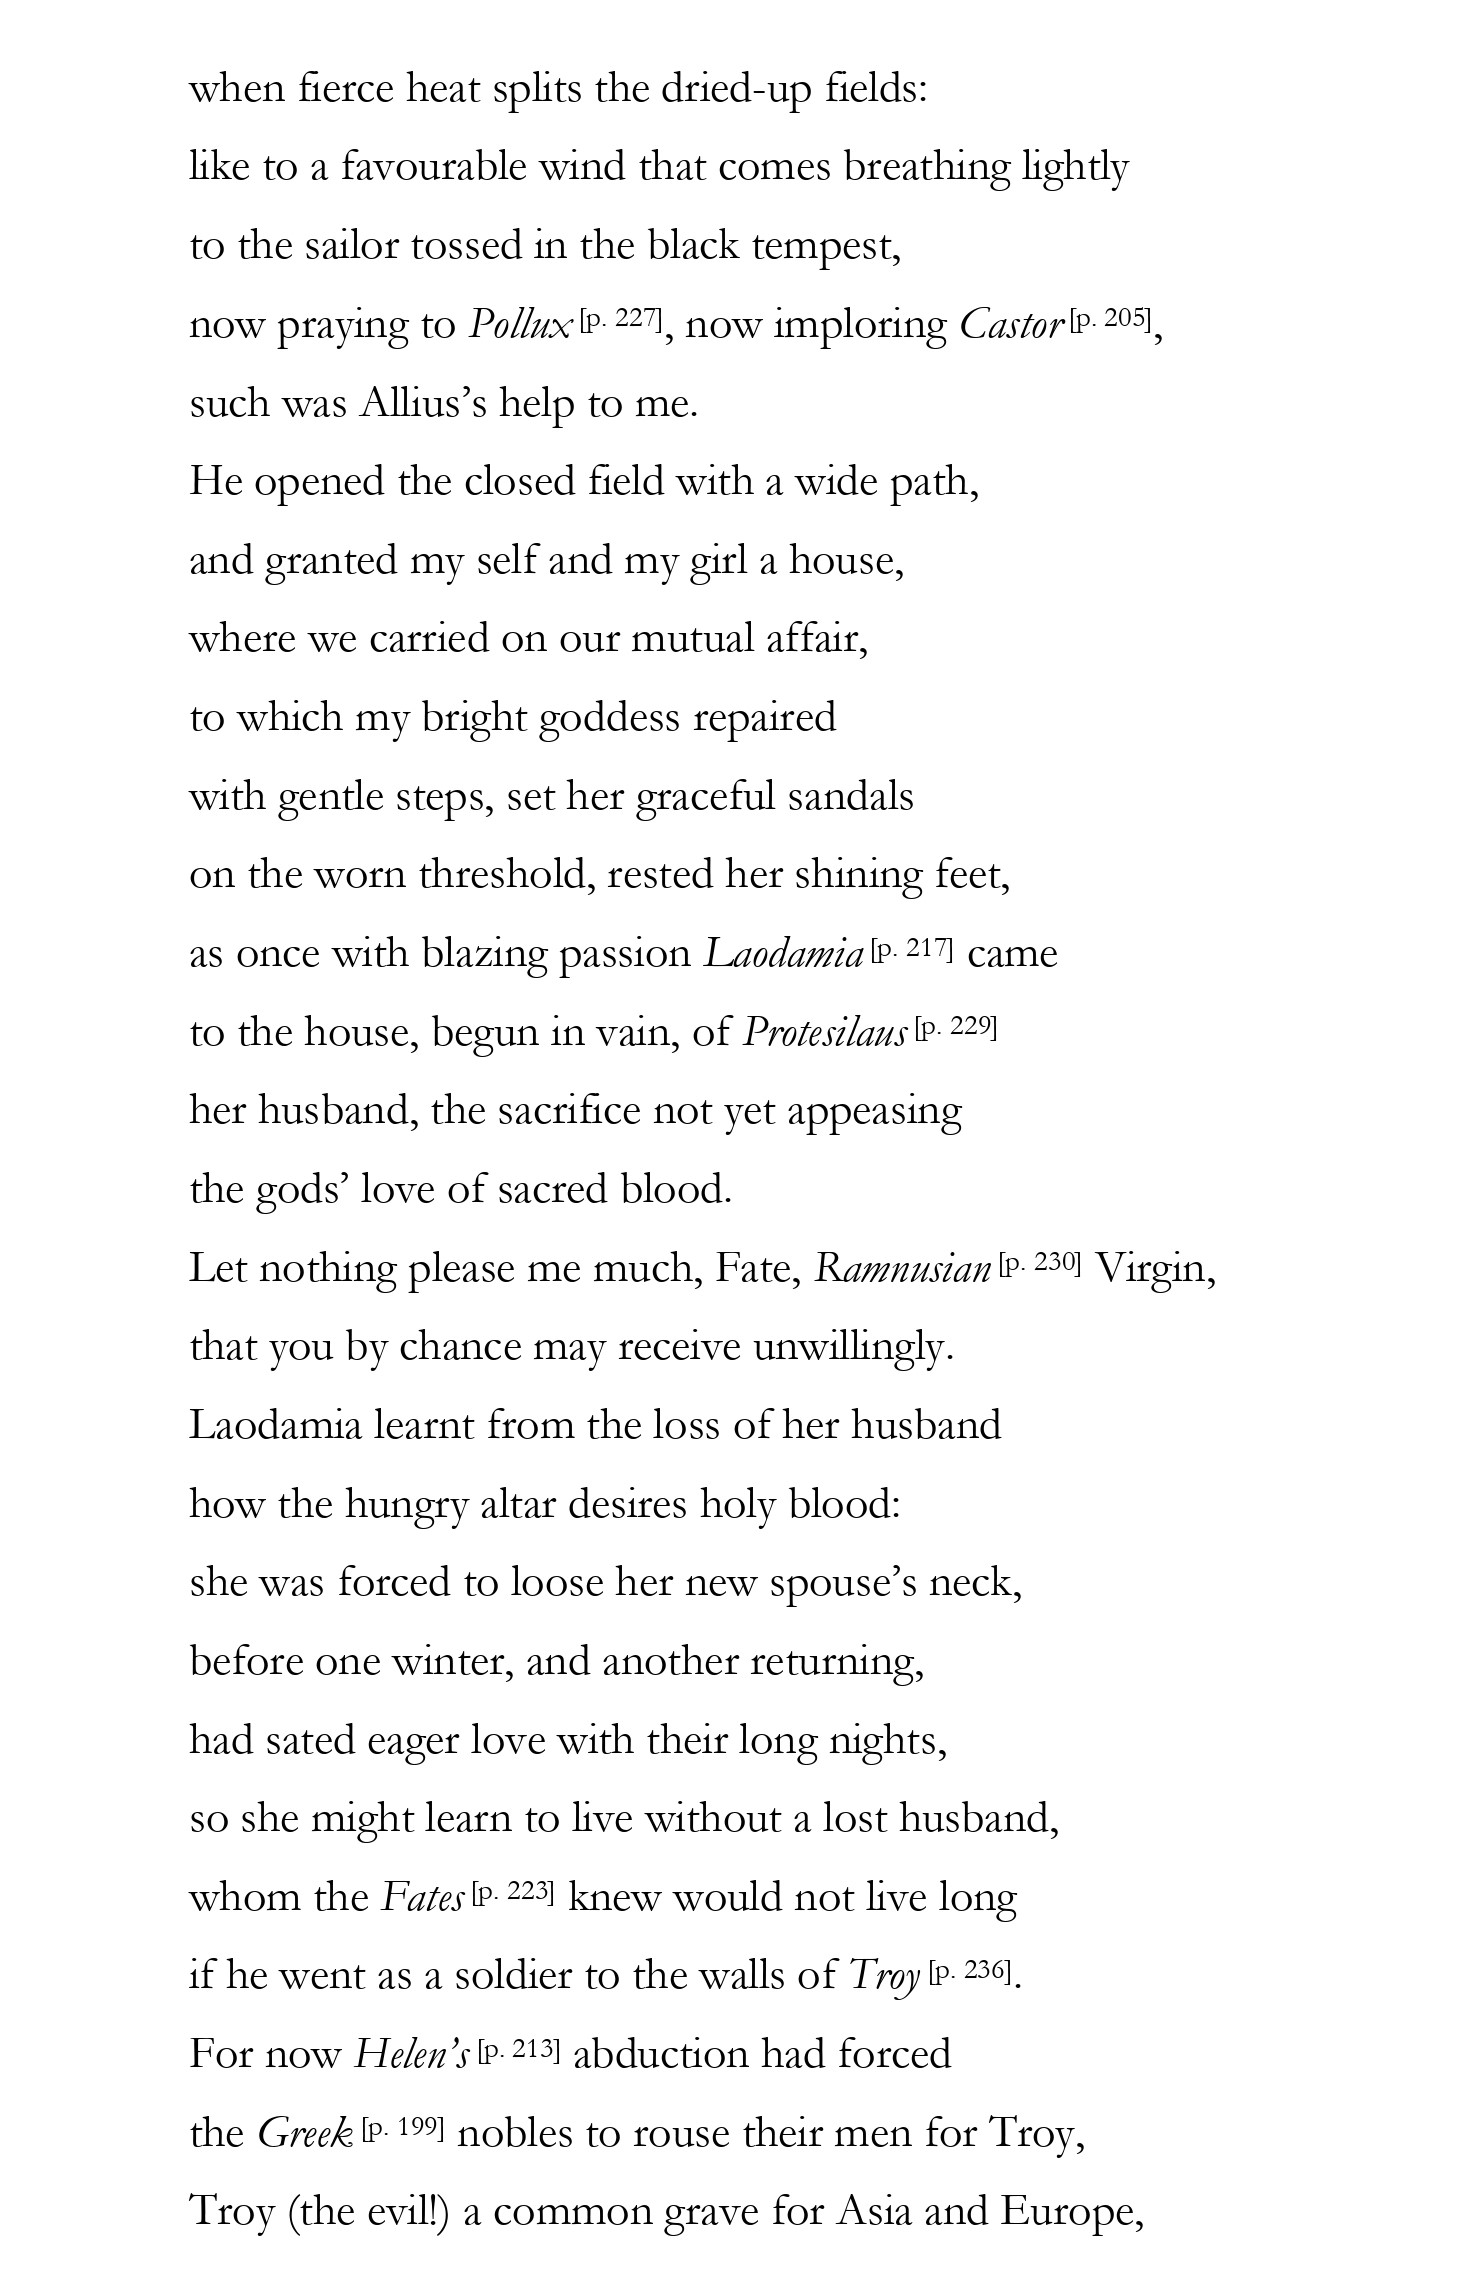 when fierce heat splits the dried-up fields:
like to a favourable wind that comes breathing lightly
to the sailor tossed in the black tempest,
now praying to Pollux [p. 227], now imploring Castor [p. 205],
such was Allius’s help to me.
He opened the closed field with a wide path,
and granted my self and my girl a house,
where we carried on our mutual affair,
to which my bright goddess repaired
with gentle steps, set her graceful sandals
on the worn threshold, rested her shining feet,
as once with blazing passion Laodamia [p. 217] came
to the house, begun in vain, of Protesilaus [p. 229]
her husband, the sacrifice not yet appeasing
the gods’ love of sacred blood.
Let nothing please me much, Fate, Ramnusian [p. 230] Virgin,
that you by chance may receive unwillingly.
Laodamia learnt from the loss of her husband
how the hungry altar desires holy blood:
she was forced to loose her new spouse’s neck,
before one winter, and another returning,
had sated eager love with their long nights,
so she might learn to live without a lost husband,
whom the Fates [p. 223] knew would not live long
if he went as a soldier to the walls of Troy [p. 236].
For now Helen’s [p. 213] abduction had forced
the Greek [p. 199] nobles to rouse their men for Troy,
Troy (the evil!) a common grave for Asia and Europe,